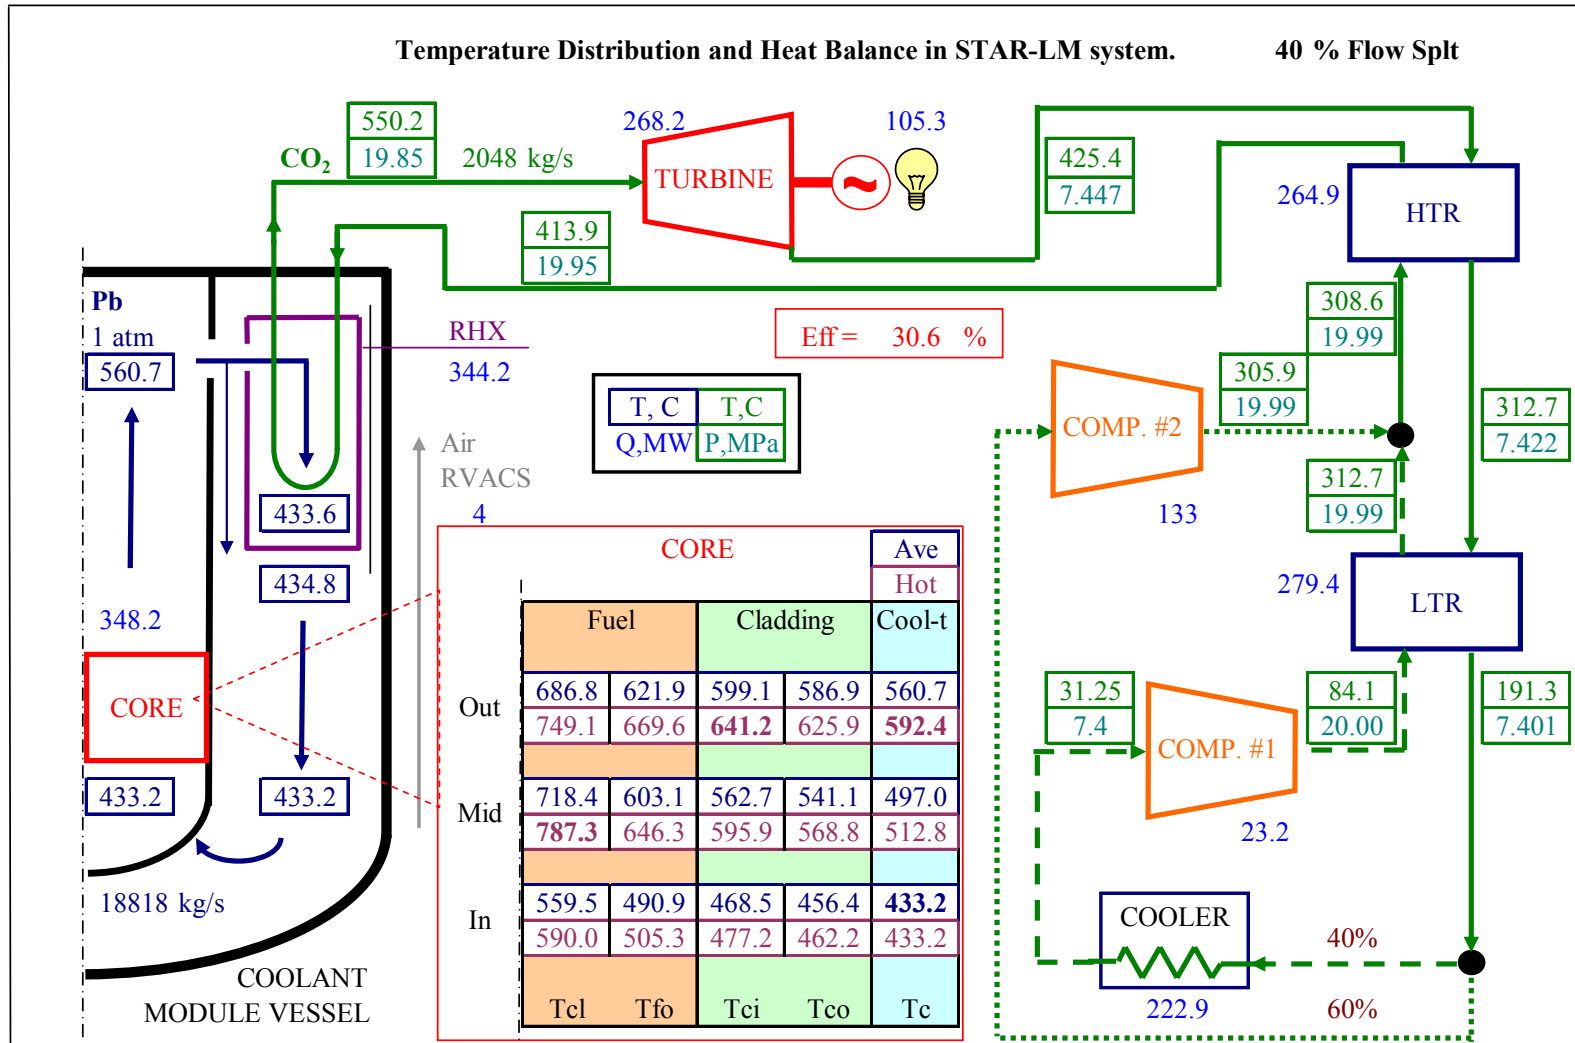 Temperature Distribution and Heat Balance in STAR-LM system. 40 % Flow Splt
550.2
19.85
CO₂
2048 kg/s
268.2
TURBINE
~
105.3
425.4
7.447
264.9
HTR
413.9
19.95
Pb
1 atm
560.7
RHX
344.2
Eff = 30.6 %
308.6
19.99
305.9
19.99
T, C T,C
Q,MW P,MPa
COMP. #2
133
312.7
7.422
312.7
19.99
Air
RVACS
4
433.6
434.8
348.2
CORE
433.2
433.2
18818 kg/s
COOLANT
MODULE VESSEL
CORE
Ave
Hot
Fuel Cladding Cool-t
Out
686.8 621.9 599.1 586.9 560.7
749.1 669.6 641.2 625.9 592.4
Mid
718.4 603.1 562.7 541.1 497.0
787.3 646.3 595.9 568.8 512.8
In
559.5 490.9 468.5 456.4 433.2
590.0 505.3 477.2 462.2 433.2
Tcl Tfo Tci Tco Tc
279.4
LTR
31.25
7.4
COMP. #1
23.2
84.1
20.00
191.3
7.401
COOLER
222.9
40%
60%